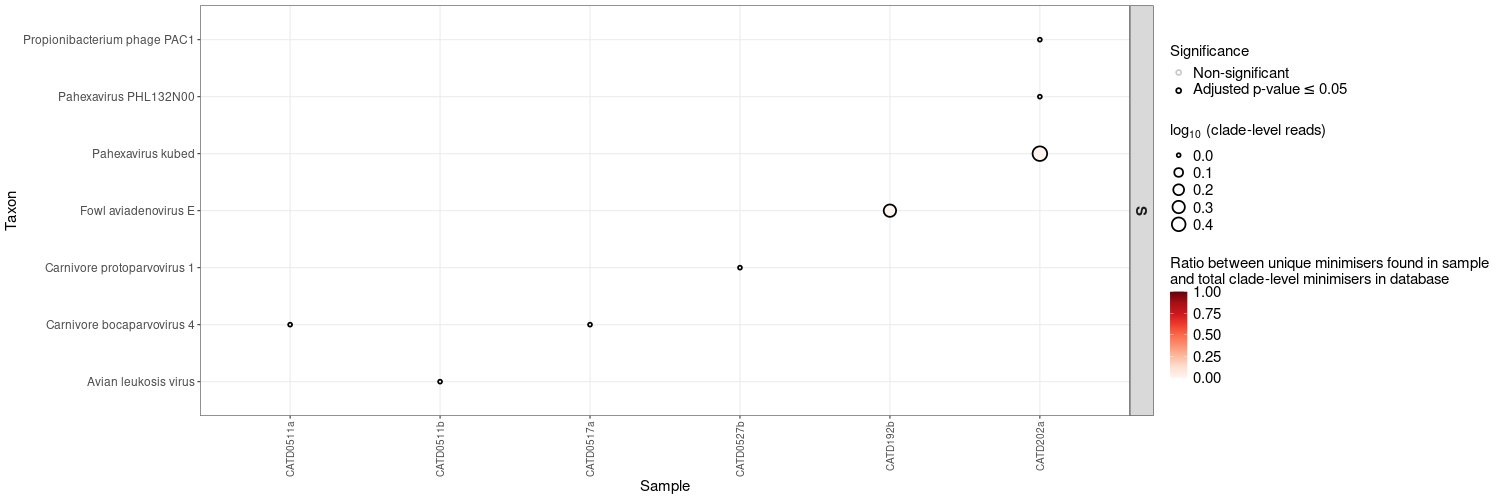 Taxon
Propionibacterium phage PAC1
Pahexavirus PHL132N00
Pahexavirus kubed
Fowl aviadenovirus E
Carnivore protoparvovirus 1
Carnivore bocaparvovirus 4
Avian leukosis virus
CATD0511a
CATD0511b
CATD0517a
CATD0527b
CATD192b
CATD202a
Sample
S
Significance
Non-significant
Adjusted p-value ≤ 0.05
log10 (clade-level reads)
0.0
0.1
0.2
0.3
0.4
Ratio between unique minimisers found in sample
and total clade-level minimisers in database
1.00
0.75
0.50
0.25
0.00